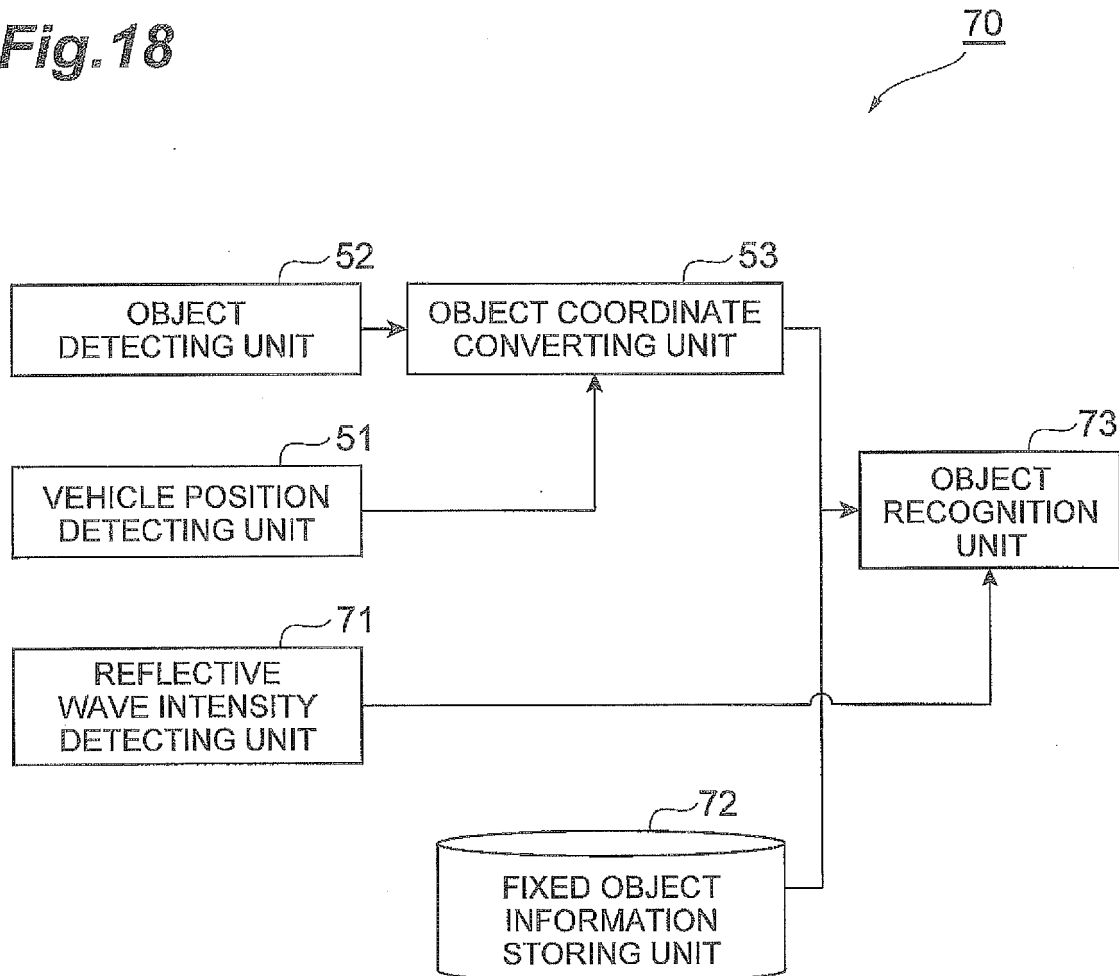 Fig.18
70
52
OBJECT
DETECTING UNIT
53
OBJECT COORDINATE
CONVERTING UNIT
51
VEHICLE POSITION
DETECTING UNIT
73
OBJECT
RECOGNITION
UNIT
71
REFLECTIVE
WAVE INTENSITY
DETECTING UNIT
72
FIXED OBJECT
INFORMATION
STORING UNIT